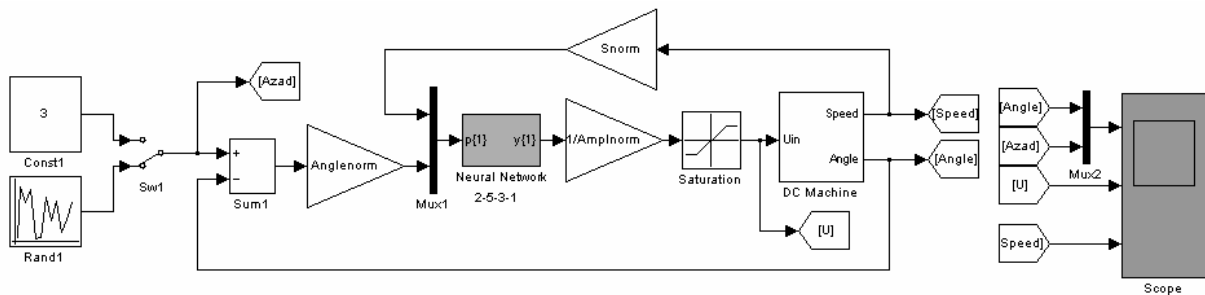 Snorm
[Azad]
3
Const1
Sw1
Rand1
+
−
Sum1
Anglenorm
Mux1
p{1} y{1}
Neural Network
2-5-3-1
1/Amplnorm
Saturation
Uin
Speed
Angle
DC Machine
[Speed]
[Angle]
[U]
[Angle]
[Azad]
Mux2
[U]
Speed]
Scope